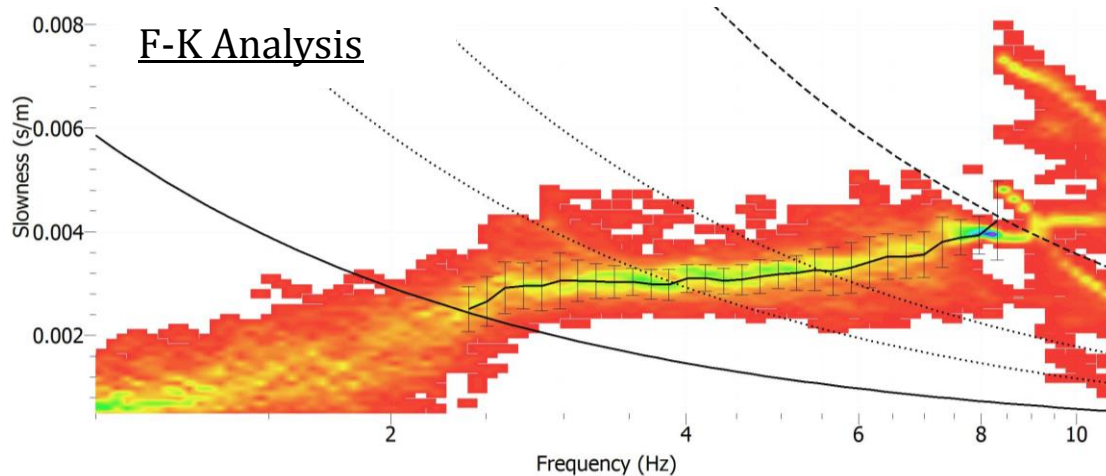 F-K Analysis
0.008
0.006
Slowness (s/m)
0.004
0.002
2 4 6 8 10
Frequency (Hz)